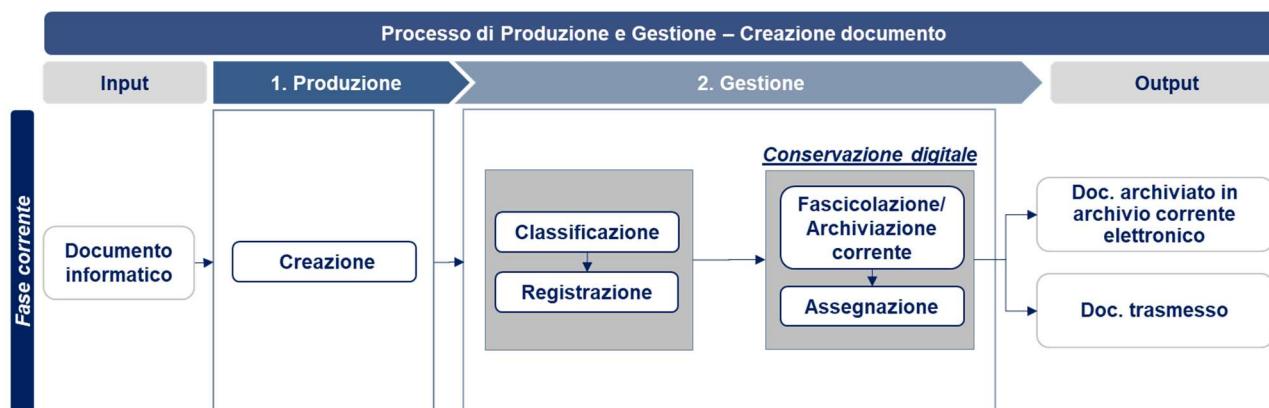 Processo di Produzione e Gestione – Creazione documento
Input
1. Produzione
2. Gestione
Output
Fase corrente
Documento
informatico
Creazione
Classificazione
Registrazione
Conservazione digitale
Fascicolazione/
Archiviazione
corrente
Assegnazione
Doc. archiviato in
archivio corrente
elettronico
Doc. trasmesso